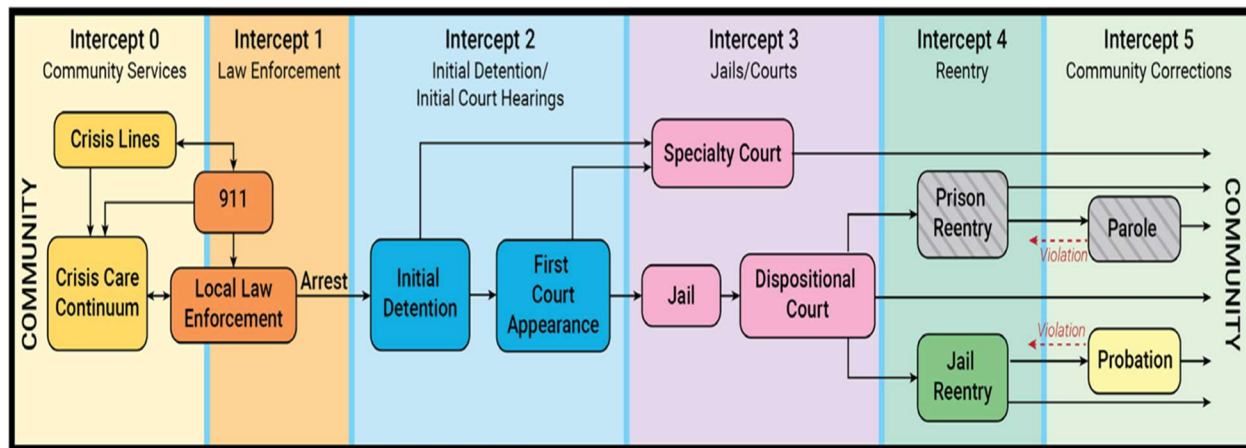 Intercept 0
Community Services
Intercept 1
Law Enforcement
Intercept 2
Initial Detention/
Initial Court Hearings
Intercept 3
Jails/Courts
Intercept 4
Reentry
Intercept 5
Community Corrections
COMMUNITY
Crisis Lines
911
Crisis Care
Continuum
Local Law
Enforcement
Arrest
Initial
Detention
First
Court
Appearance
Specialty Court
Jail
Dispositional
Court
Prison
Reentry
Violation
Parole
Jail
Reentry
Violation
Probation
COMMUNITY